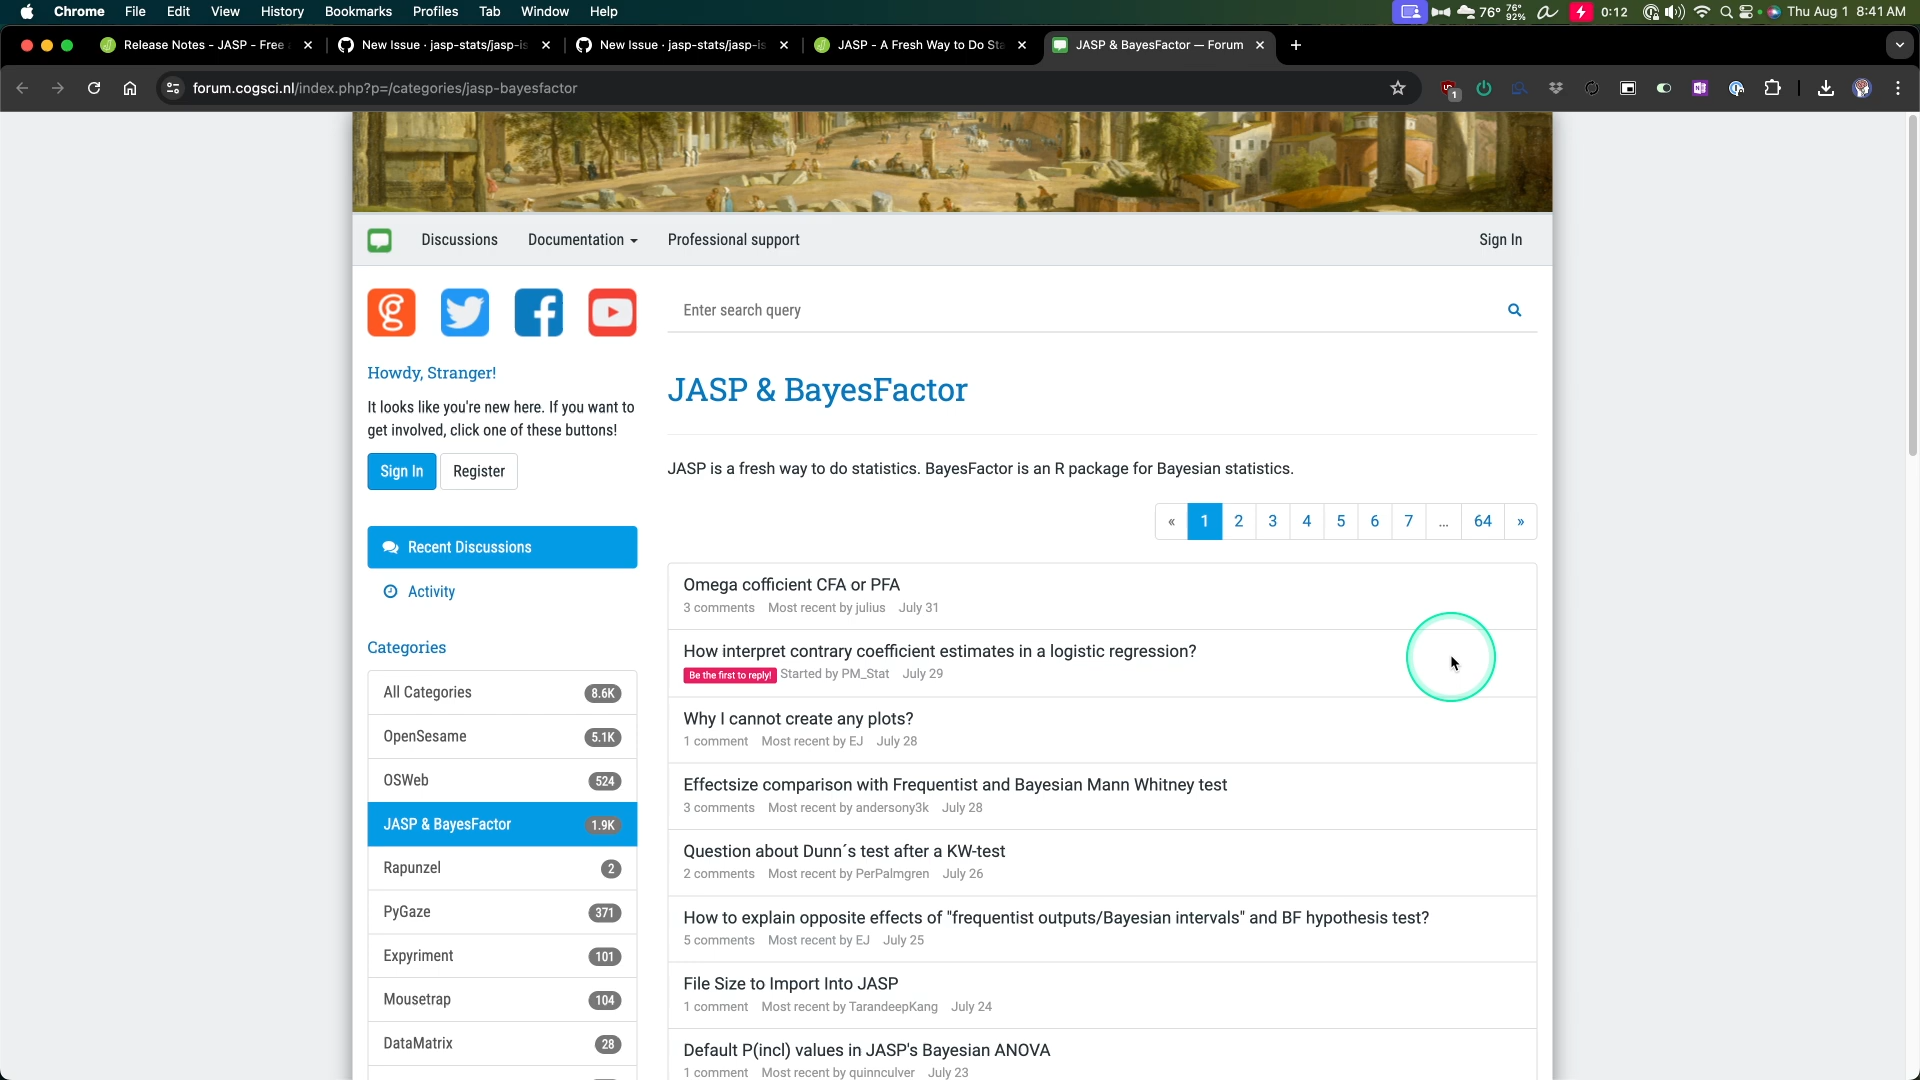 Chrome File Edit View History Bookmarks Profiles Tab Window Help
76° 76° 92% 0:12 Thu Aug 1 8:41 AM
Release Notes - JASP - Free
New Issue · jasp-stats/jasp-is
New Issue · jasp-stats/jasp-is
JASP - A Fresh Way to Do Sta
JASP & BayesFactor — Forum
forum.cogsci.nl/index.php?p=/categories/jasp-bayesfactor
1
Discussions Documentation Professional support Sign In
Enter search query
Howdy, Stranger!
It looks like you're new here. If you want to
get involved, click one of these buttons!
Sign In Register
Recent Discussions
Activity
Categories
All Categories 8.6K
OpenSesame 5.1K
OSWeb 524
JASP & BayesFactor 1.9K
Rapunzel 2
PyGaze 371
Expyriment 101
Mousetrap 104
DataMatrix 28
JASP & BayesFactor
JASP is a fresh way to do statistics. BayesFactor is an R package for Bayesian statistics.
« 1 2 3 4 5 6 7 … 64 »
Omega cofficient CFA or PFA
3 comments Most recent by julius July 31
How interpret contrary coefficient estimates in a logistic regression?
Be the first to reply! Started by PM_Stat July 29
Why I cannot create any plots?
1 comment Most recent by EJ July 28
Effectsize comparison with Frequentist and Bayesian Mann Whitney test
3 comments Most recent by andersony3k July 28
Question about Dunn´s test after a KW-test
2 comments Most recent by PerPalmgren July 26
How to explain opposite effects of "frequentist outputs/Bayesian intervals" and BF hypothesis test?
5 comments Most recent by EJ July 25
File Size to Import Into JASP
1 comment Most recent by TarandeepKang July 24
Default P(incl) values in JASP's Bayesian ANOVA
1 comment Most recent by quinnculver July 23